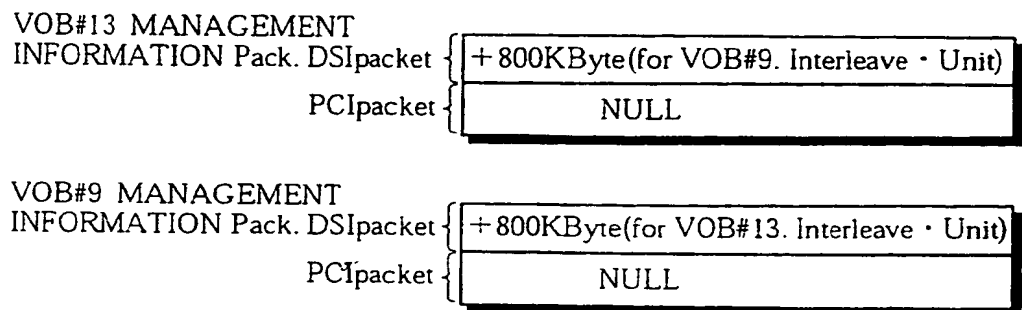 VOB#13 MANAGEMENT
INFORMATION Pack. DSIpacket +800KByte(for VOB#9. Interleave・Unit)
PCIpacket NULL
VOB#9 MANAGEMENT
INFORMATION Pack. DSIpacket +800KByte(for VOB#13. Interleave・Unit)
PCIpacket NULL